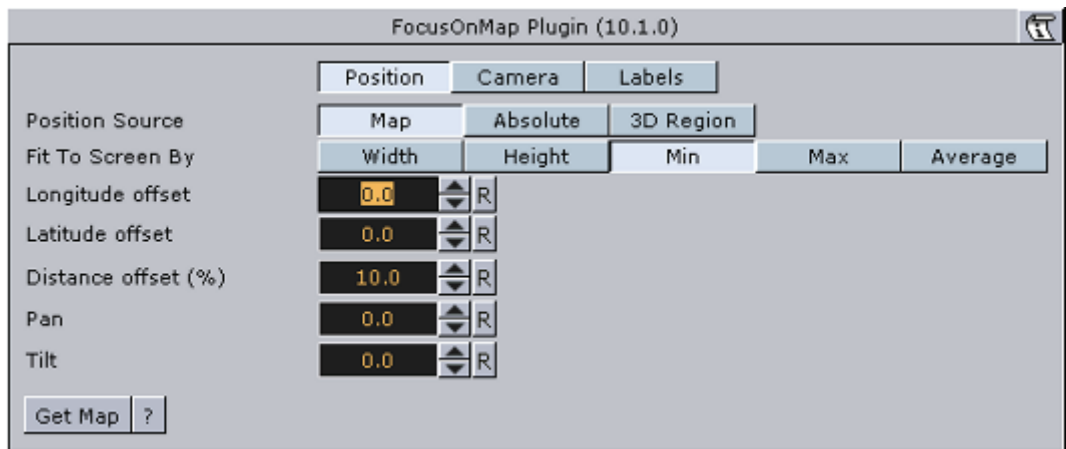 FocusOnMap Plugin (10.1.0)
Position Camera Labels
Position Source Map Absolute 3D Region
Fit To Screen By Width Height Min Max Average
Longitude offset 0.0 R
Latitude offset 0.0 R
Distance offset (%) 10.0 R
Pan 0.0 R
Tilt 0.0 R
Get Map ?